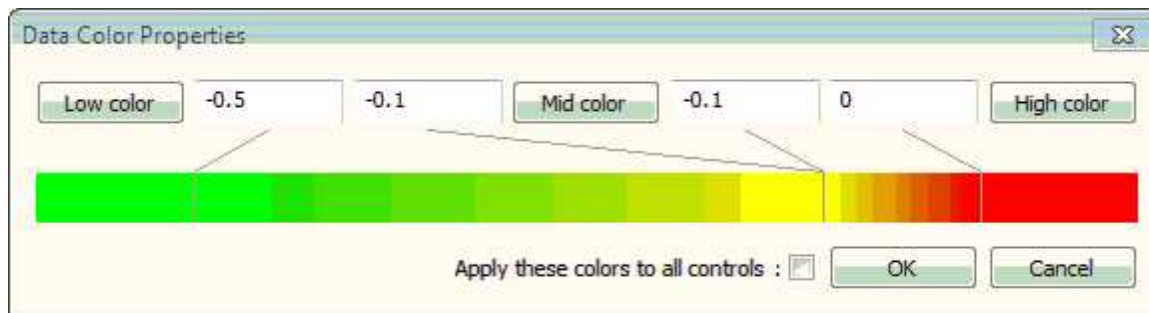 Data Color Properties
Low color -0.5 -0.1 Mid color -0.1 0 High color
Apply these colors to all controls : OK Cancel